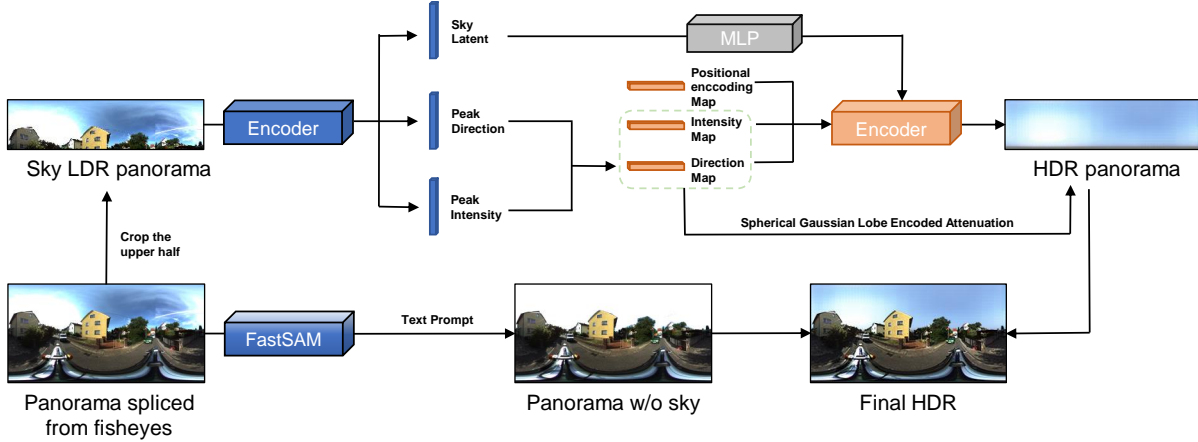 Sky
Latent
MLP
Positional
enccoding
Map
Encoder
Peak
Direction
Intensity
Map
Encoder
Direction
Map
Sky LDR panorama
HDR panorama
Peak
Intensity
Spherical Gaussian Lobe Encoded Attenuation
Crop the
upper half
FastSAM
Text Prompt
Panorama spliced
from fisheyes
Panorama w/o sky
Final HDR